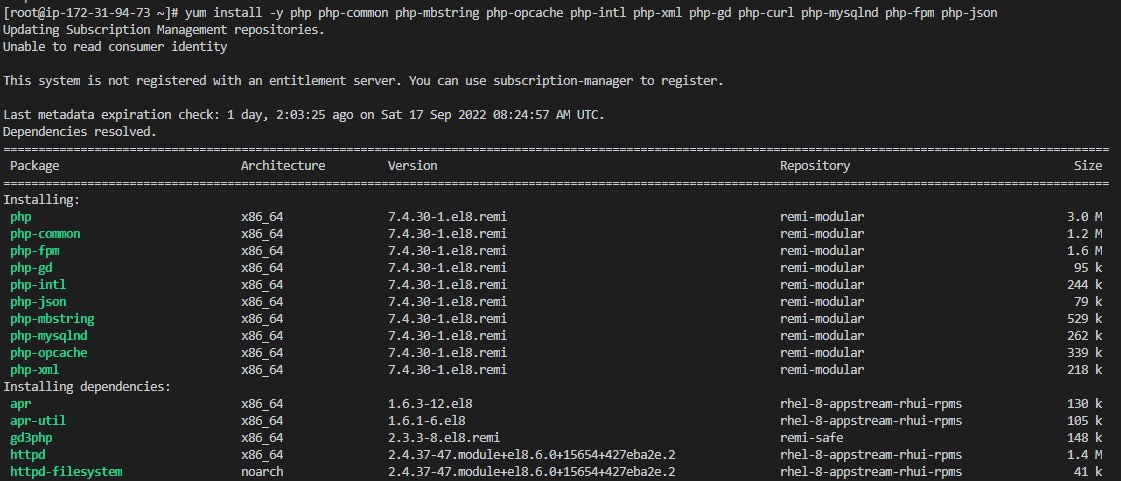 [root@ip-172-31-94-73 ~]# yum install -y php php-common php-mbstring php-opcache php-intl php-xml php-gd php-curl php-mysqlnd php-fpm php-json
Updating Subscription Management repositories.
Unable to read consumer identity
This system is not registered with an entitlement server. You can use subscription-manager to register.
Last metadata expiration check: 1 day, 2:03:25 ago on Sat 17 Sep 2022 08:24:57 AM UTC.
Dependencies resolved.
Package Architecture Version Repository Size
Installing:
php x86_64 7.4.30-1.el8.remi remi-modular 3.0 M
php-common x86_64 7.4.30-1.el8.remi remi-modular 1.2 M
php-fpm x86_64 7.4.30-1.el8.remi remi-modular 1.6 M
php-gd x86_64 7.4.30-1.el8.remi remi-modular 95 k
php-intl x86_64 7.4.30-1.el8.remi remi-modular 244 k
php-json x86_64 7.4.30-1.el8.remi remi-modular 79 k
php-mbstring x86_64 7.4.30-1.el8.remi remi-modular 529 k
php-mysqlnd x86_64 7.4.30-1.el8.remi remi-modular 262 k
php-opcache x86_64 7.4.30-1.el8.remi remi-modular 339 k
php-xml x86_64 7.4.30-1.el8.remi remi-modular 218 k
Installing dependencies:
apr x86_64 1.6.3-12.el8 rhel-8-appstream-rhui-rpms 130 k
apr-util x86_64 1.6.1-6.el8 rhel-8-appstream-rhui-rpms 105 k
gd3php x86_64 2.3.3-8.el8.remi remi-safe 148 k
httpd x86_64 2.4.37-47.module+el8.6.0+15654+427eba2e.2 rhel-8-appstream-rhui-rpms 1.4 M
httpd-filesystem noarch 2.4.37-47.module+el8.6.0+15654+427eba2e.2 rhel-8-appstream-rhui-rpms 41 k